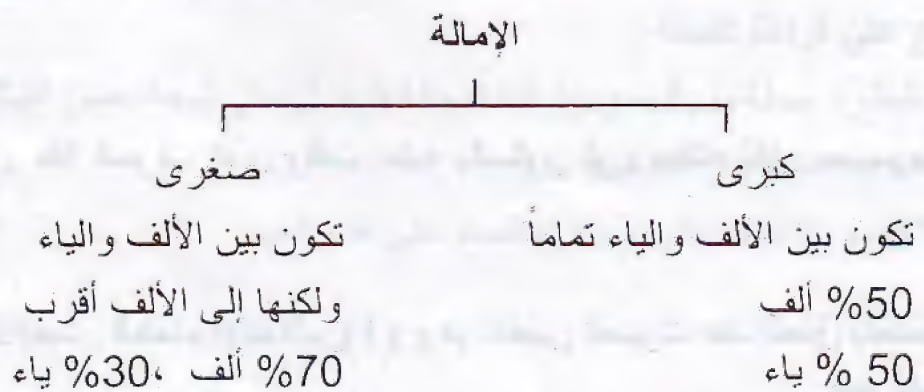 الإمالة
كبرى
تكون بين الألف والياء تماماً
50% ألف
50 % ياء
صغرى
تكون بين الألف والياء
ولكنها إلى الألف أقرب
70% ألف ،30% ياء